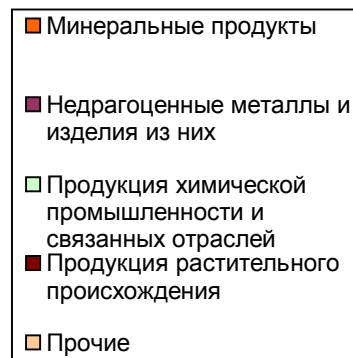 Минеральные продукты
Недрагоценные металлы и
изделия из них
Продукция химической
промышленности и
связанных отраслей
Продукция растительного
происхождения
Прочие